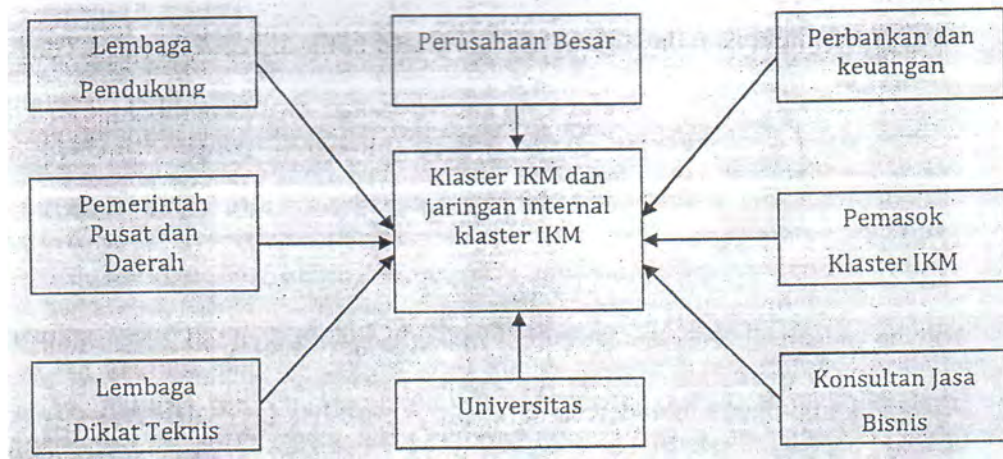 Lembaga
Pendukung
Perusahaan Besar
Perbankan dan
keuangan
Pemerintah
Pusat dan
Daerah
Klaster IKM dan
jaringan internal
klaster IKM
Pemasok
Klaster IKM
Lembaga
Diklat Teknis
Universitas
Konsultan Jasa
Bisnis